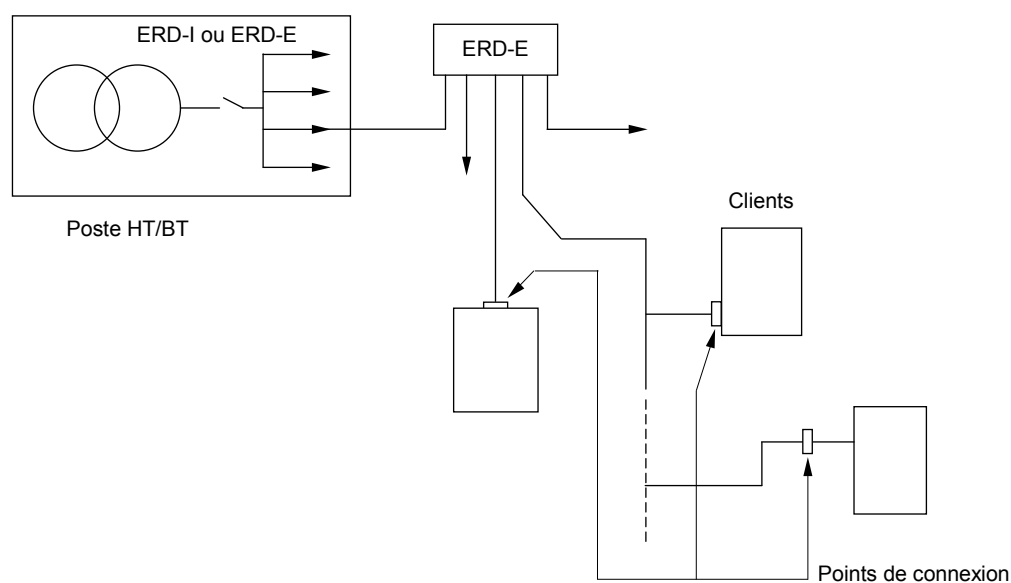 ERD-I ou ERD-E
ERD-E
Poste HT/BT
Clients
Points de connexion